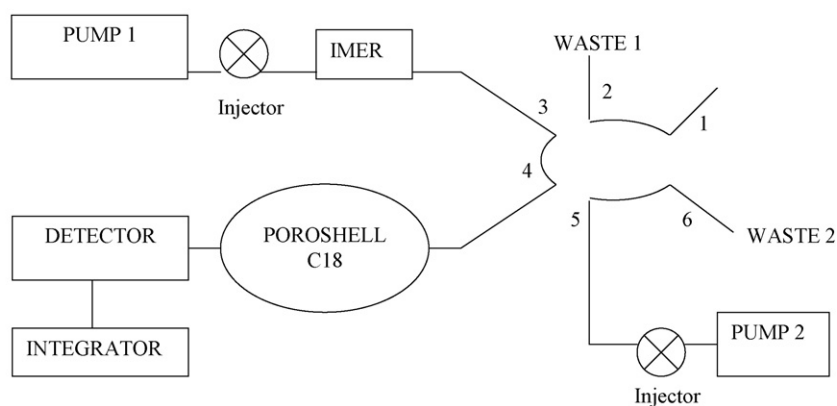 PUMP 1
IMER
Injector
WASTE 1
2
1
3
4
5
6
WASTE 2
DETECTOR
POROSHELL
C18
INTEGRATOR
PUMP 2
Injector